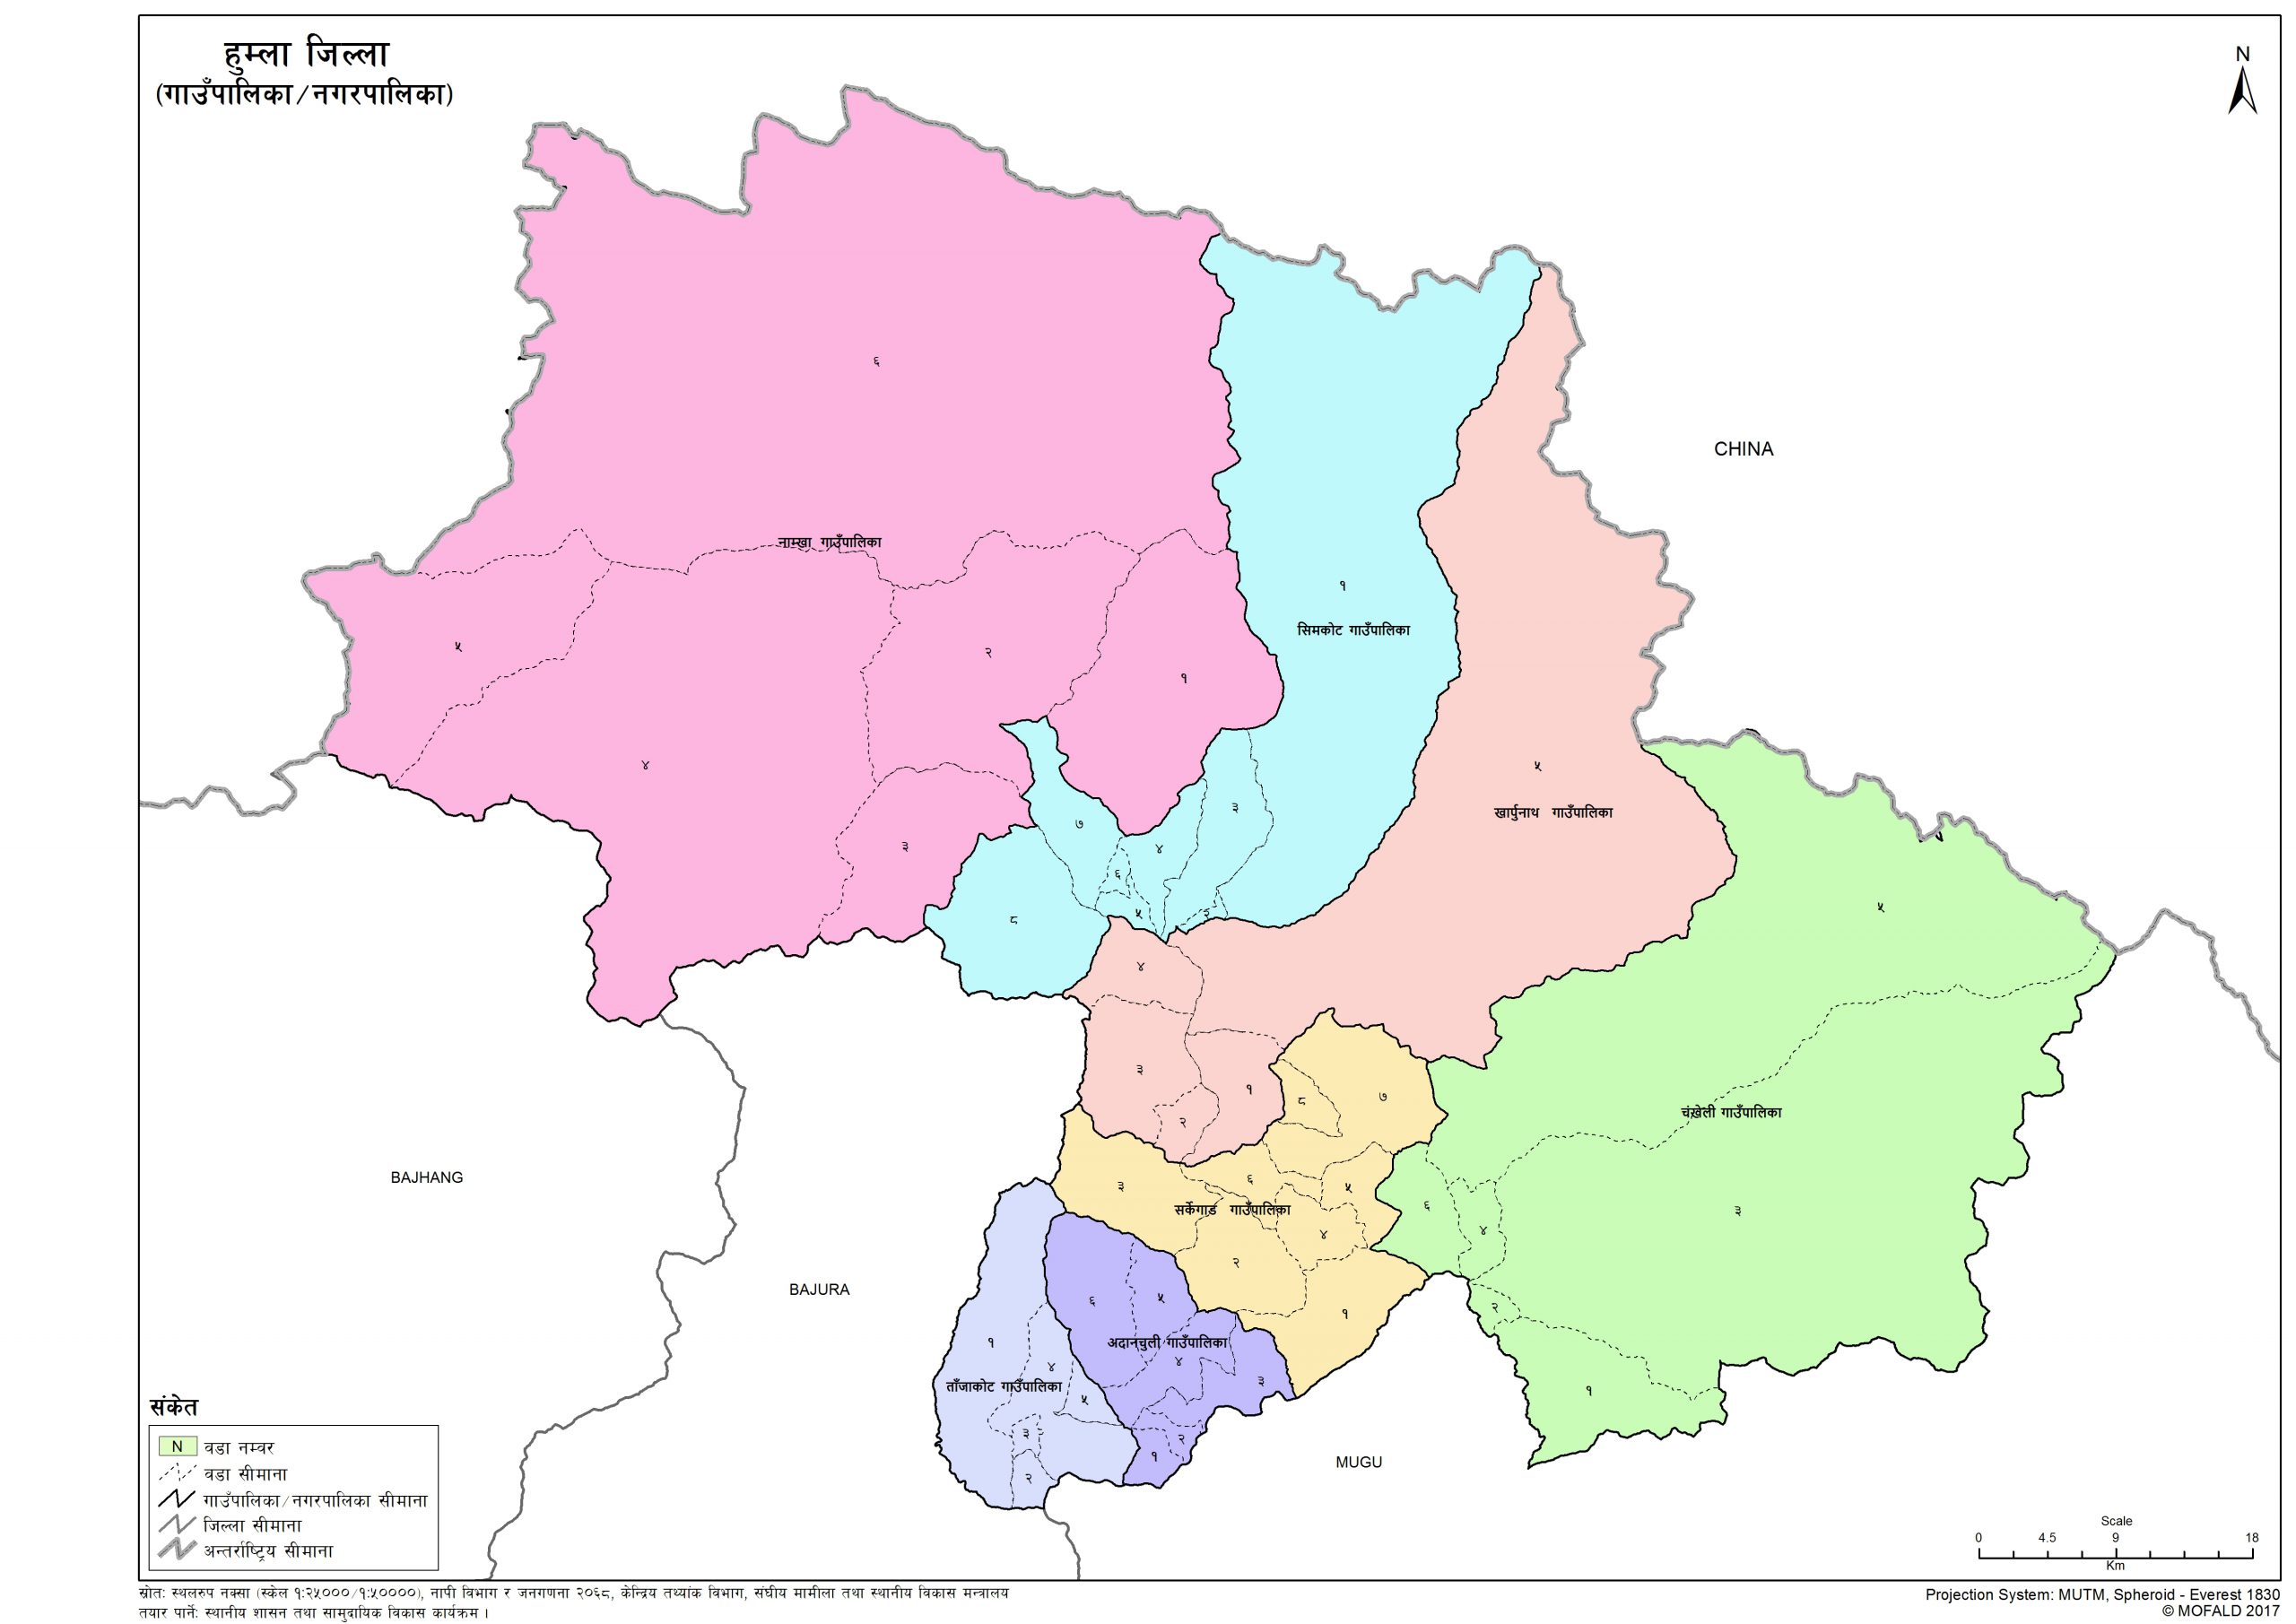 हुम्ला जिल्ला
(गाउँपालिका/नगरपालिका)
N
६
CHINA
नाम्खा गाउँपालिका
१
सिमकोट गाउँपालिका
५
२
१
४
५
३
खार्पुनाथ गाउँपालिका
७
३
४
६
५
८
५
२
४
३
१
८
७
२
चंखेली गाउँपालिका
BAJHANG
३
६
५
६
३
सर्केगाड गाउँपालिका
४
४
२
BAJURA
६
५
१
२
१
अदानचुली गाउँपालिका
४
४
३
ताँजाकोट गाउँपालिका
५
१
३
२
१
२
MUGU
संकेत
N वडा नम्वर
वडा सीमाना
गाउँपालिका/नगरपालिका सीमाना
जिल्ला सीमाना
अन्तर्राष्ट्रिय सीमाना
Scale
0 4.5 9 18
Km
स्रोतः स्थलरुप नक्सा (स्केल १:२५०००/१:५००००), नापी विभाग र जनगणना २०६८, केन्द्रिय तथ्यांक विभाग, संघीय मामीला तथा स्थानीय विकास मन्त्रालय
तयार पार्नेः स्थानीय शासन तथा सामुदायिक विकास कार्यक्रम ।
Projection System: MUTM, Spheroid - Everest 1830
© MOFALD 2017